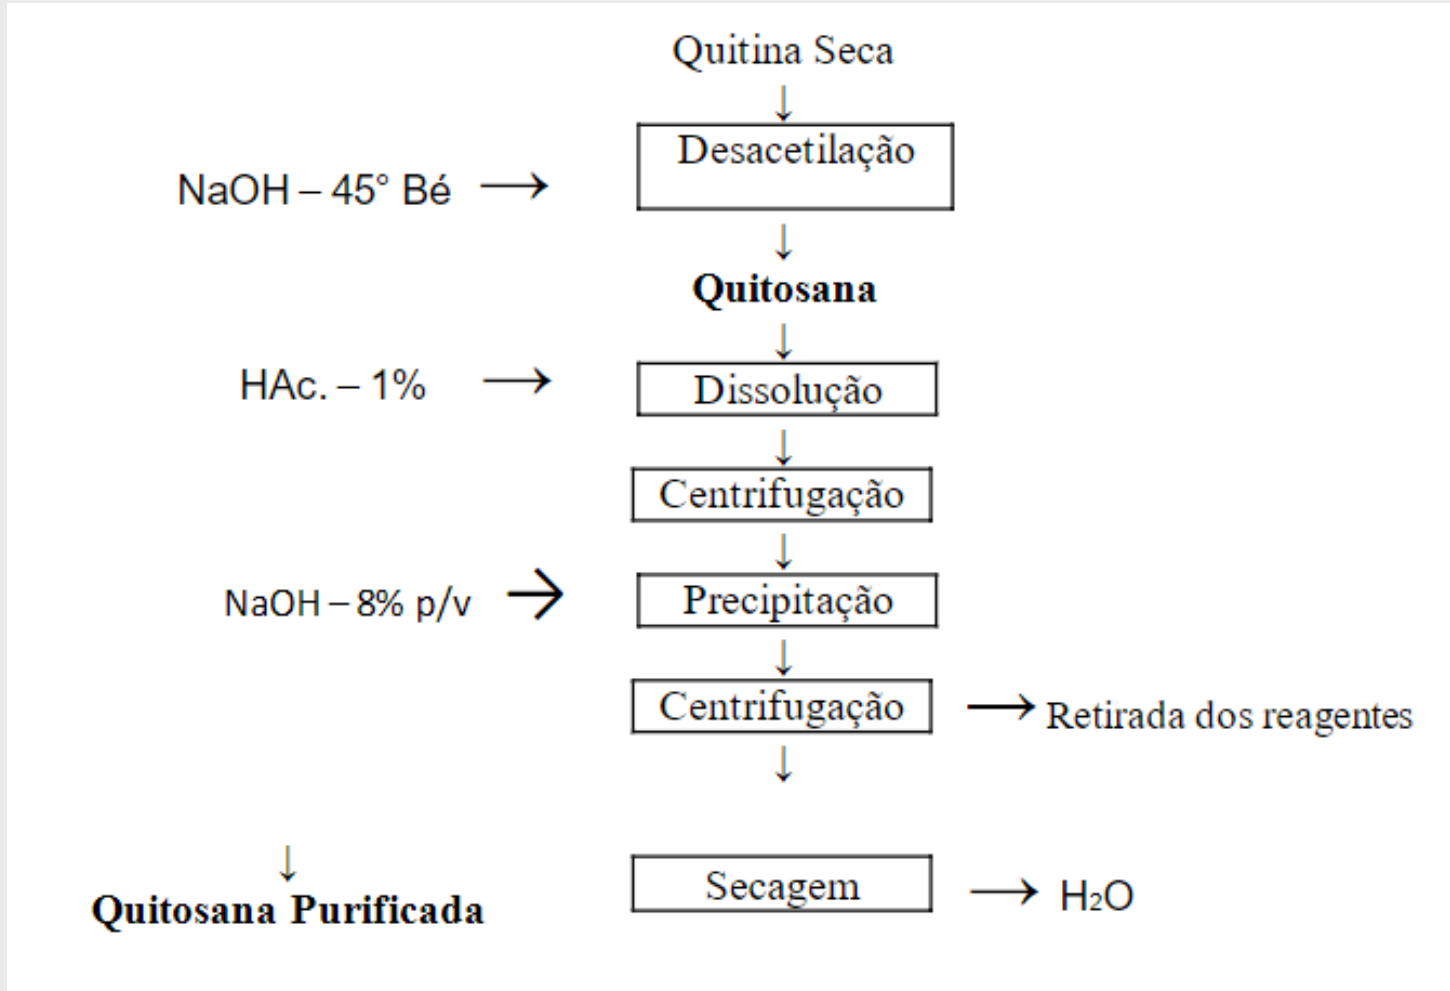 Quitina Seca
↓
Desacetilação
NaOH – 45° Bé →
↓
Quitosana
↓
HAc. – 1% → Dissolução
↓
Centrifugação
↓
NaOH – 8% p/v → Precipitação
↓
Centrifugação → Retirada dos reagentes
↓
↓
Secagem → H₂O
Quitosana Purificada